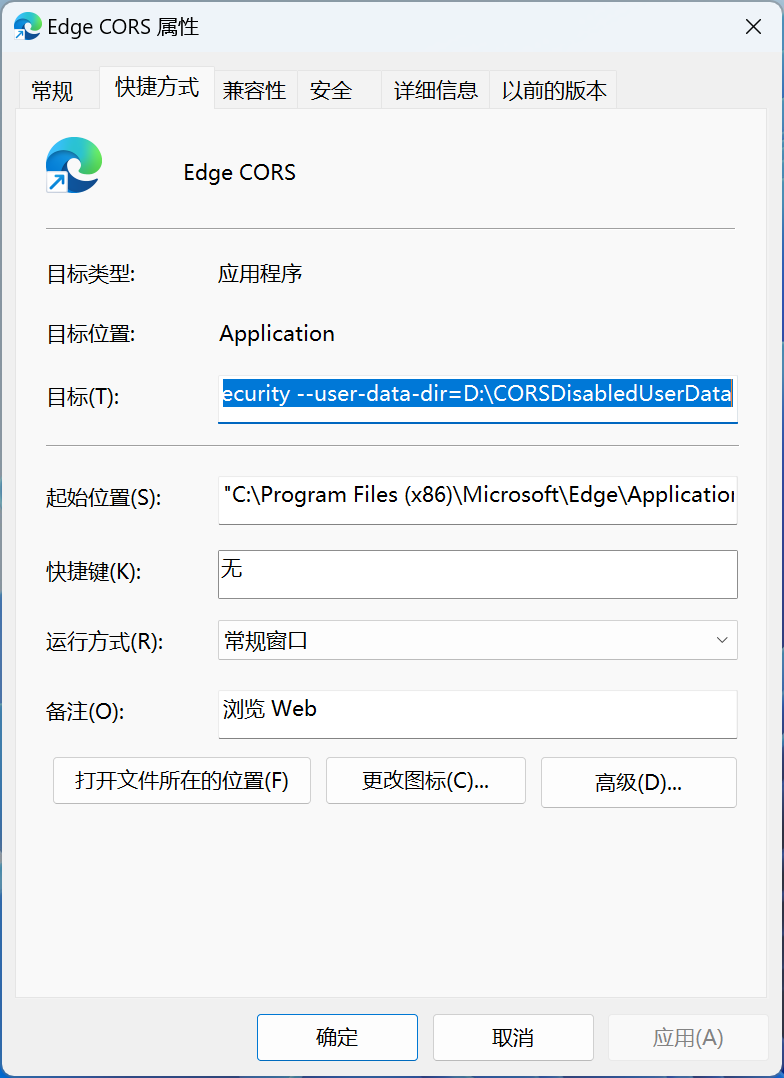 Edge CORS 属性
常规 快捷方式 兼容性 安全 详细信息 以前的版本
Edge CORS
目标类型: 应用程序
目标位置: Application
目标(T): ecurity --user-data-dir=D:\CORSDisabledUserData
起始位置(S): "C:\Program Files (x86)\Microsoft\Edge\Application
快捷键(K): 无
运行方式(R): 常规窗口
备注(O): 浏览 Web
打开文件所在的位置(F) 更改图标(C)... 高级(D)...
确定 取消 应用(A)